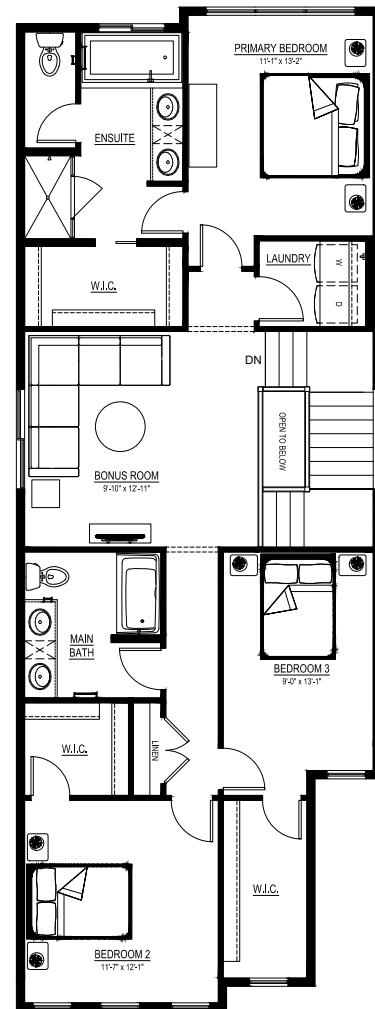 PRIMARY BEDROOM
11'-1" x 13'-2"
ENSUITE
X
W.I.C.
LAUNDRY
W
D
DN
OPEN TO BELOW
BONUS ROOM
9'-10" x 12'-11"
MAIN
BATH
X
BEDROOM 3
9'-0" x 13'-1"
W.I.C.
LINEN
W.I.C.
BEDROOM 2
11'-7" x 12'-1"